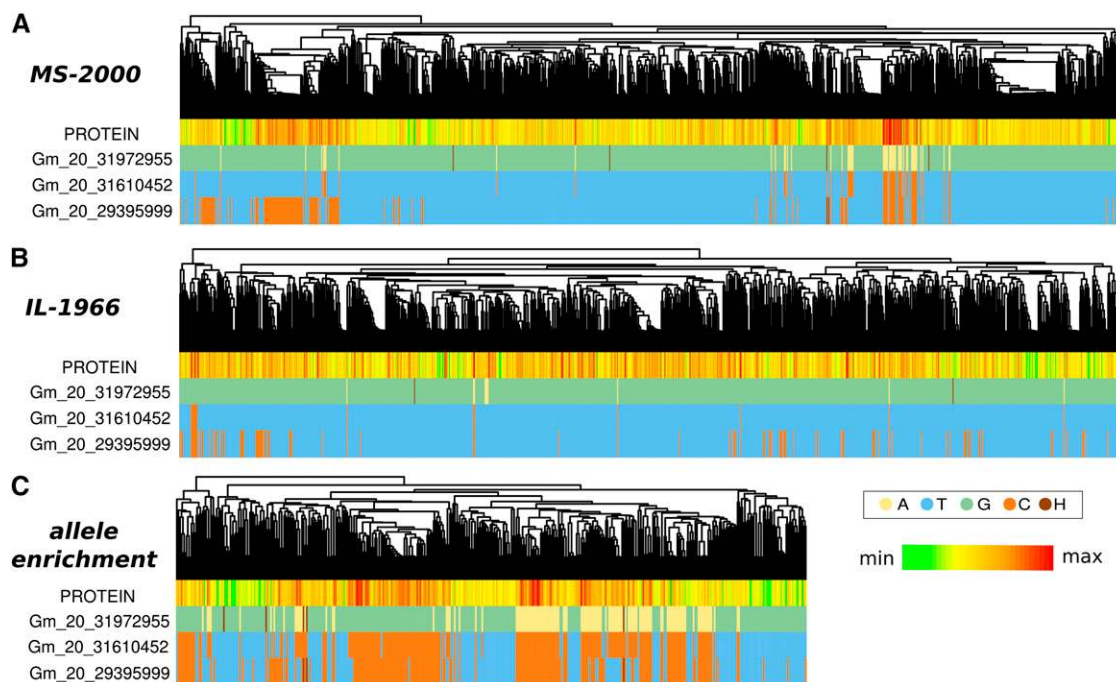 A
MS-2000
PROTEIN
Gm_20_31972955
Gm_20_31610452
Gm_20_29395999
B
IL-1966
PROTEIN
Gm_20_31972955
Gm_20_31610452
Gm_20_29395999
C
allele
enrichment
PROTEIN
Gm_20_31972955
Gm_20_31610452
Gm_20_29395999
A T G C H
min max